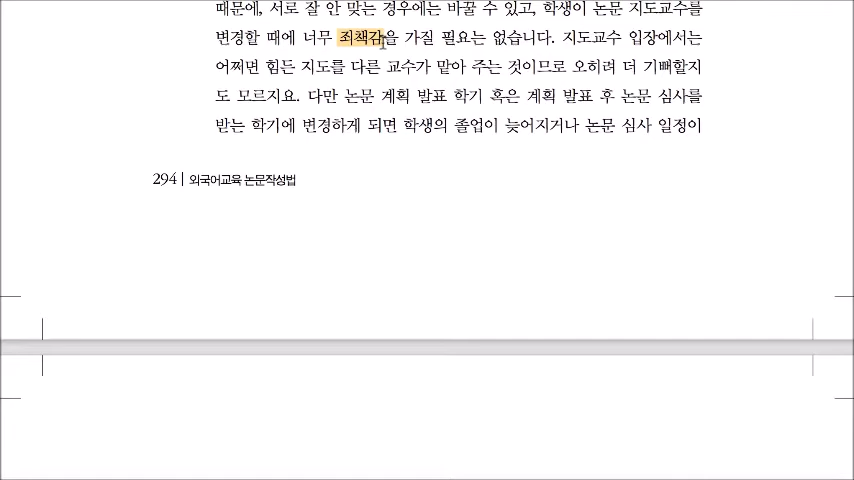 때문에, 서로 잘 안 맞는 경우에는 바꿀 수 있고, 학생이 논문 지도교수를
변경할 때에 너무 죄책감을 가질 필요는 없습니다. 지도교수 입장에서는
어쩌면 힘든 지도를 다른 교수가 맡아 주는 것이므로 오히려 더 기뻐할지
도 모르지요. 다만 논문 계획 발표 학기 혹은 계획 발표 후 논문 심사를
받는 학기에 변경하게 되면 학생의 졸업이 늦어지거나 논문 심사 일정이
294 | 외국어교육 논문작성법